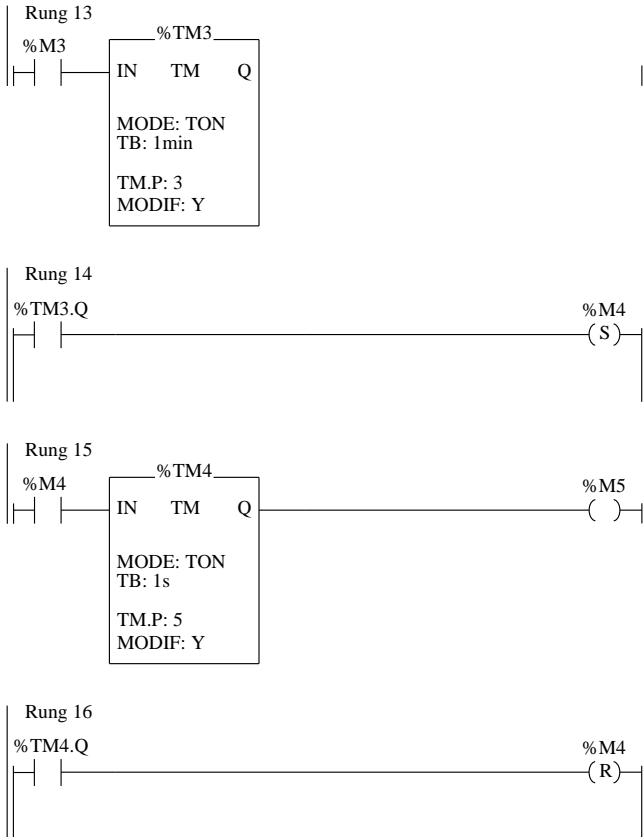 Rung 13
%M3
%TM3
IN TM Q
MODE: TON
TB: 1min
TM.P: 3
MODIF: Y
Rung 14
%TM3.Q %M4
S
Rung 15
%M4 %TM4 %M5
IN TM Q
MODE: TON
TB: 1s
TM.P: 5
MODIF: Y
Rung 16
%TM4.Q %M4
R